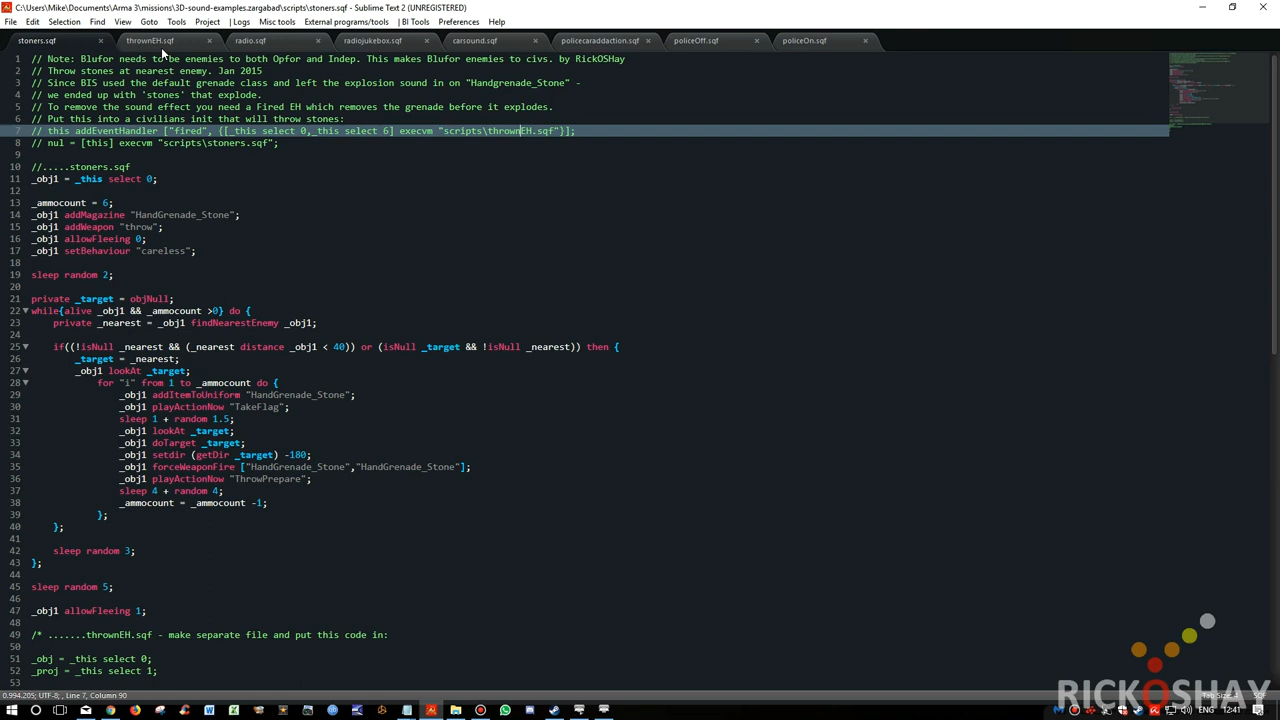 C:\Users\Mike\Documents\Arma 3\missions\3D-sound-examples.zargabad\scripts\stoners.sqf - Sublime Text 2 (UNREGISTERED)
File Edit Selection Find View Goto Tools Project | Logs Misc tools External programs/tools | BI Tools Preferences Help
stoners.sqf thrownEH.sqf radio.sqf radiojukebox.sqf carsound.sqf policecaraddaction.sqf policeOff.sqf policeOn.sqf
1 // Note: Blufor needs to be enemies to both Opfor and Indep. This makes Blufor enemies to civs. by RickOSHay
2 // Throw stones at nearest enemy. Jan 2015
3 // Since BIS used the default grenade class and let the explosion sound in on "Grenade_Stone"
4 // we ended up with 'stones' that explode.
5 // To remove the sound effect you need a Fired EH which removes the grenade before it explodes.
6 // Put this into a civilians init that will throw stones:
7 // this addEventHandler ["fired", {[_this select 0,_this select 6] execvm "scripts\thrownEH.sqf"}];
8 // nul = [this] execvm "scripts\stoners.sqf";
9
10 //.....stoners.sqf
11 _obj1 = _this select 0;
12
13 _ammocount = 6;
14 _obj1 addMagazine "HandGrenade_Stone";
15 _obj1 addWeapon "throw";
16 _obj1 allowFleeing 0;
17 _obj1 setBehaviour "careless";
18
19 sleep random 2;
20
21 private _target = objNull;
22 while{alive _obj1 && _ammocount >0} do {
23 private _nearest = _obj1 findNearestEnemy _obj1;
24
25 if((!isNull _nearest && (_nearest distance _obj1 < 40)) or (isNull _target && !isNull _nearest)) then {
26 _target = _nearest;
27 _obj1 lookAt _target;
28 for "i" from 1 to _ammocount do {
29 _obj1 addItemToUniform "HandGrenade_Stone";
30 _obj1 playActionNow "TakeFlag";
31 sleep 1 + random 1.5;
32 _obj1 lookAt _target;
33 _obj1 doTarget _target;
34 _obj1 setdir (getDir _target) -180;
35 _obj1 forceWeaponFire ["HandGrenade_Stone","HandGrenade_Stone"];
36 _obj1 playActionNow "ThrowPrepare";
37 sleep 4 + random 4;
38 _ammocount = _ammocount -1;
39 };
40 };
41
42 sleep random 3;
43 };
44
45 sleep random 5;
46
47 _obj1 allowFleeing 1;
48
49 /* .......thrownEH.sqf - make separate file and put this code in:
50
51 _obj = _this select 0;
52 _proj = _this select 1;
53
RICKOSHAY
0.994.205; UTF-8; , Line 7, Column 90 Tab Size: 4 SQF
ENG 12:41